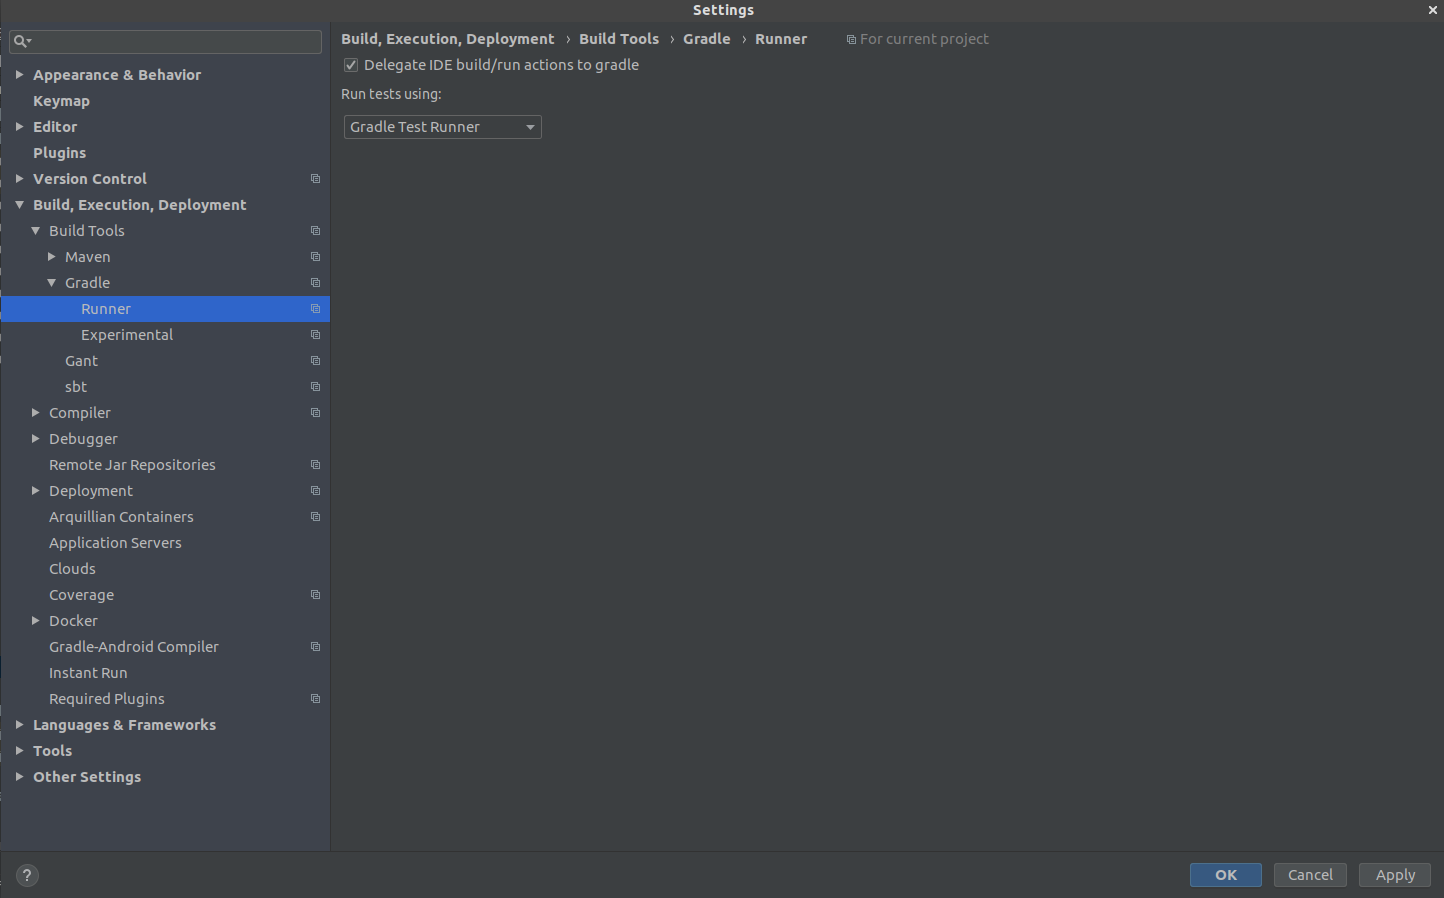 Settings
Build, Execution, Deployment › Build Tools › Gradle › Runner For current project
Delegate IDE build/run actions to gradle
Run tests using:
Gradle Test Runner
Appearance & Behavior
Keymap
Editor
Plugins
Version Control
Build, Execution, Deployment
Build Tools
Maven
Gradle
Runner
Experimental
Gant
sbt
Compiler
Debugger
Remote Jar Repositories
Deployment
Arquillian Containers
Application Servers
Clouds
Coverage
Docker
Gradle-Android Compiler
Instant Run
Required Plugins
Languages & Frameworks
Tools
Other Settings
?
OK Cancel Apply